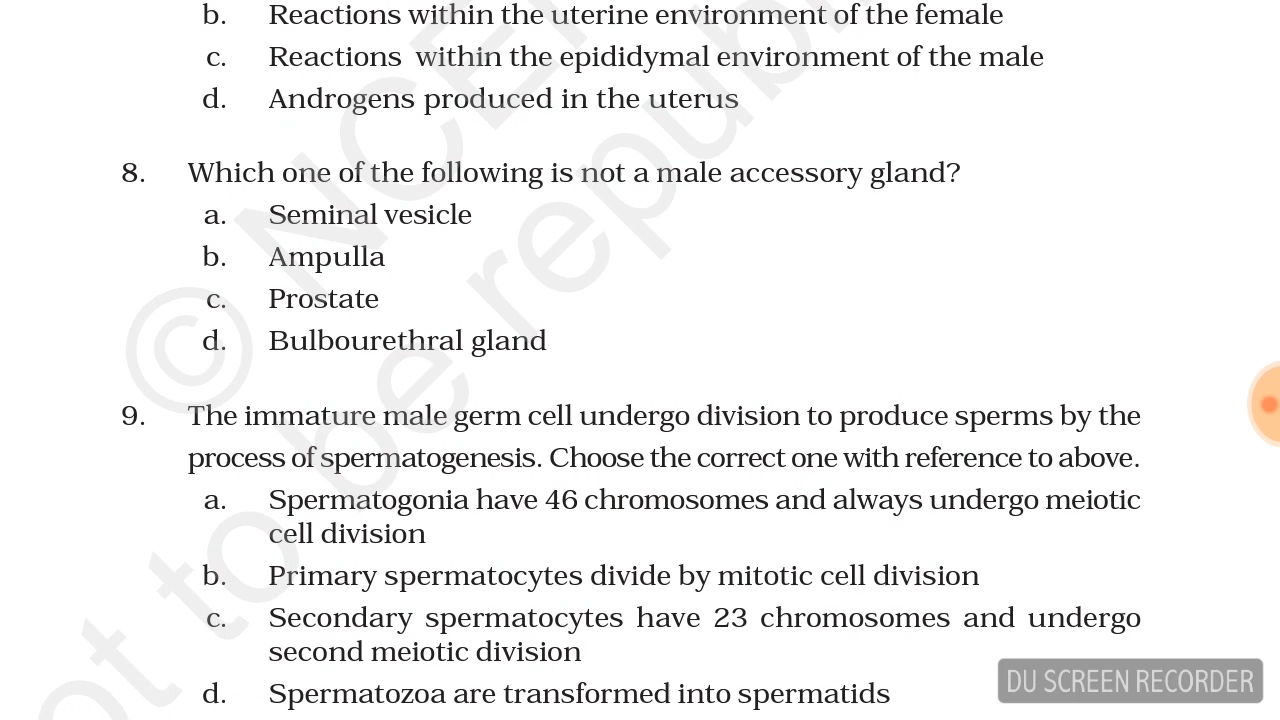 b. Reactions within the uterine environment of the female
c. Reactions within the epididymal environment of the male
d. Androgens produced in the uterus
8. Which one of the following is not a male accessory gland?
a. Seminal vesicle
b. Ampulla
c. Prostate
d. Bulbourethral gland
9. The immature male germ cell undergo division to produce sperms by the
process of spermatogenesis. Choose the correct one with reference to above.
a. Spermatogonia have 46 chromosomes and always undergo meiotic
cell division
b. Primary spermatocytes divide by mitotic cell division
c. Secondary spermatocytes have 23 chromosomes and undergo
second meiotic division
d. Spermatozoa are transformed into spermatids
DU SCREEN RECORDER
© NCE
to be republ